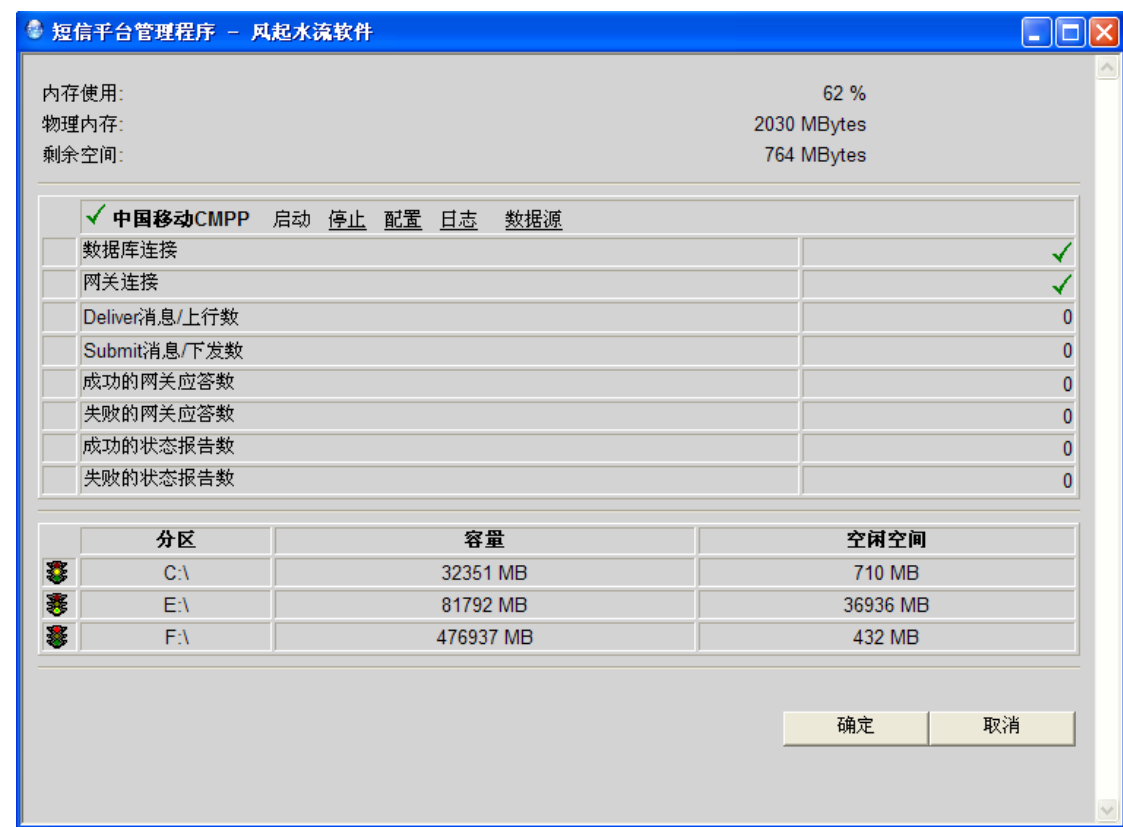 短信平台管理程序 - 风起水流软件
内存使用: 62 %
物理内存: 2030 MBytes
剩余空间: 764 MBytes
中国移动CMPP 启动 停止 配置 日志 数据源
数据库连接
网关连接
Deliver消息/上行数 0
Submit消息/下发数 0
成功的网关应答数 0
失败的网关应答数 0
成功的状态报告数 0
失败的状态报告数 0
分区 容量 空闲空间
C:\ 32351 MB 710 MB
E:\ 81792 MB 36936 MB
F:\ 476937 MB 432 MB
确定 取消